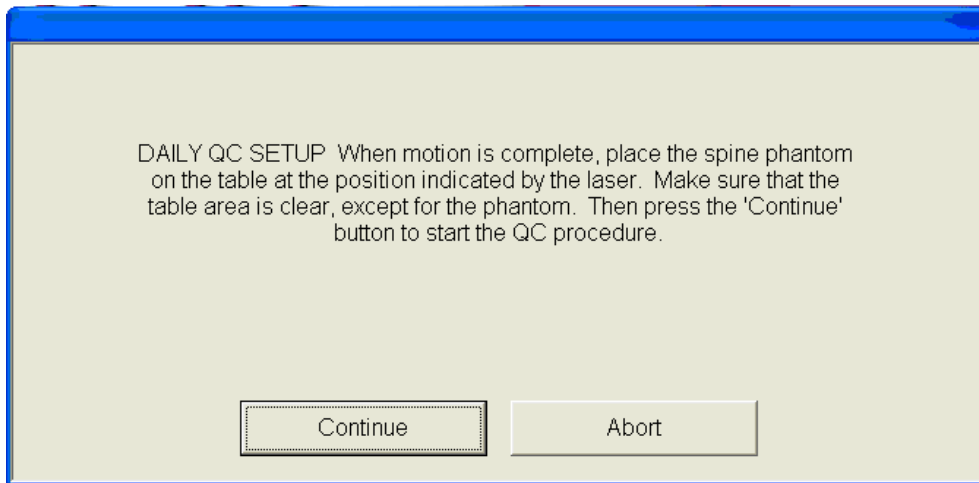 DAILY QC SETUP  When motion is complete, place the spine phantom
on the table at the position indicated by the laser.  Make sure that the
table area is clear, except for the phantom.  Then press the 'Continue'
button to start the QC procedure.
Continue
Abort